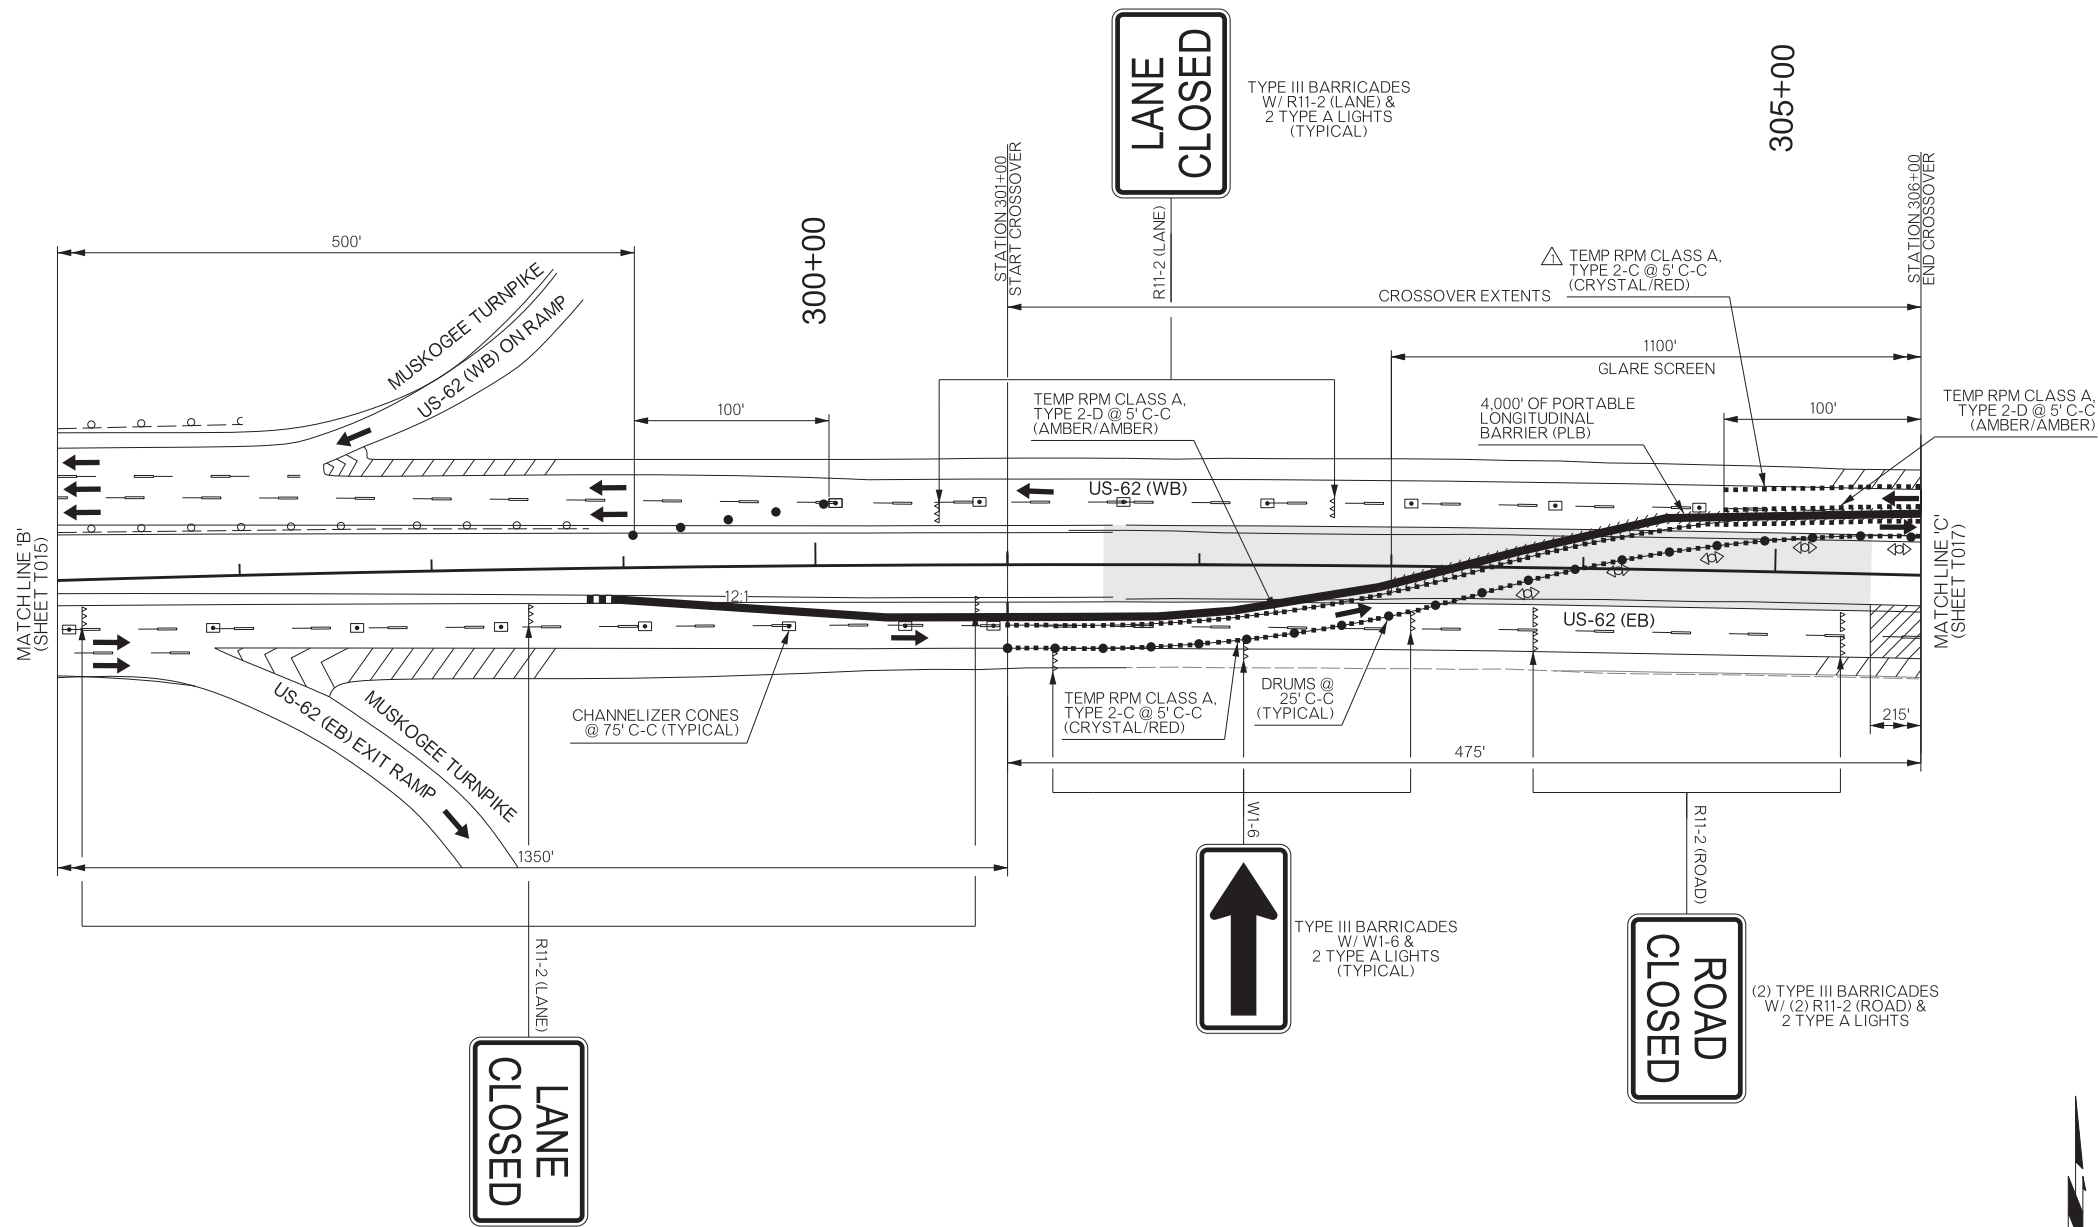 LANE
CLOSED
TYPE III BARRICADES
W/ R11-2 (LANE) &
2 TYPE A LIGHTS
(TYPICAL)
305+00
300+00
STATION 301+00
START CROSSOVER
R11-2 (LANE)
STATION 306+00
END CROSSOVER
500'
1
TEMP RPM CLASS A,
TYPE 2-C @ 5' C-C
(CRYSTAL/RED)
CROSSOVER EXTENTS
MUSKOGEE TURNPIKE
US-62 (WB) ON RAMP
1100'
GLARE SCREEN
100'
TEMP RPM CLASS A,
TYPE 2-D @ 5' C-C
(AMBER/AMBER)
4,000' OF PORTABLE
LONGITUDINAL
BARRIER (PLB)
100'
TEMP RPM CLASS A,
TYPE 2-D @ 5' C-C
(AMBER/AMBER)
US-62 (WB)
MATCH LINE 'B'
(SHEET T015)
MATCH LINE 'C'
(SHEET T017)
12:1
US-62 (EB)
US-62 (EB) EXIT RAMP
MUSKOGEE TURNPIKE
CHANNELIZER CONES
@ 75' C-C (TYPICAL)
TEMP RPM CLASS A,
TYPE 2-C @ 5' C-C
(CRYSTAL/RED)
DRUMS @
25' C-C
(TYPICAL)
215'
475'
1350'
W1-6
R11-2 (ROAD)
TYPE III BARRICADES
W/ W1-6 &
2 TYPE A LIGHTS
(TYPICAL)
ROAD
CLOSED
(2) TYPE III BARRICADES
W/ (2) R11-2 (ROAD) &
2 TYPE A LIGHTS
R11-2 (LANE)
LANE
CLOSED